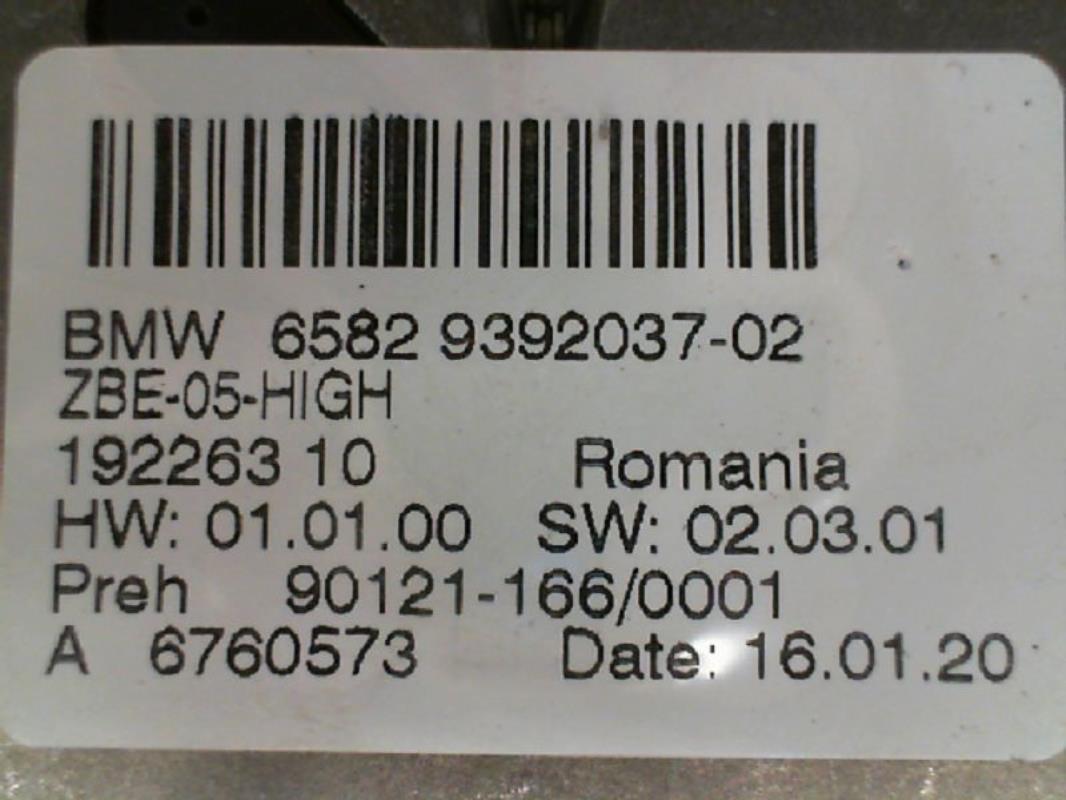 BMW 6582 9392037-02
ZBE-05-HIGH
192263 10 Romania
HW: 01.01.00 SW: 02.03.01
Preh 90121-166/0001
A 6760573 Date: 16.01.20